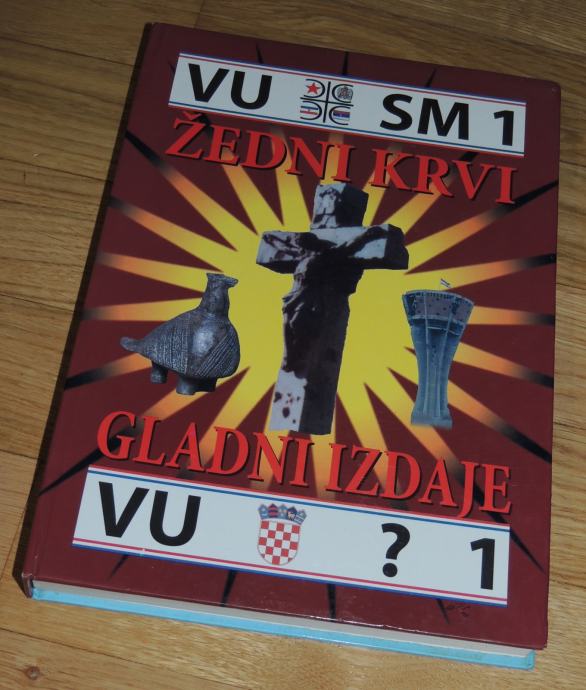 VU SM 1
ŽEDNI KRVI
GLADNI IZDAJE
VU ? 1